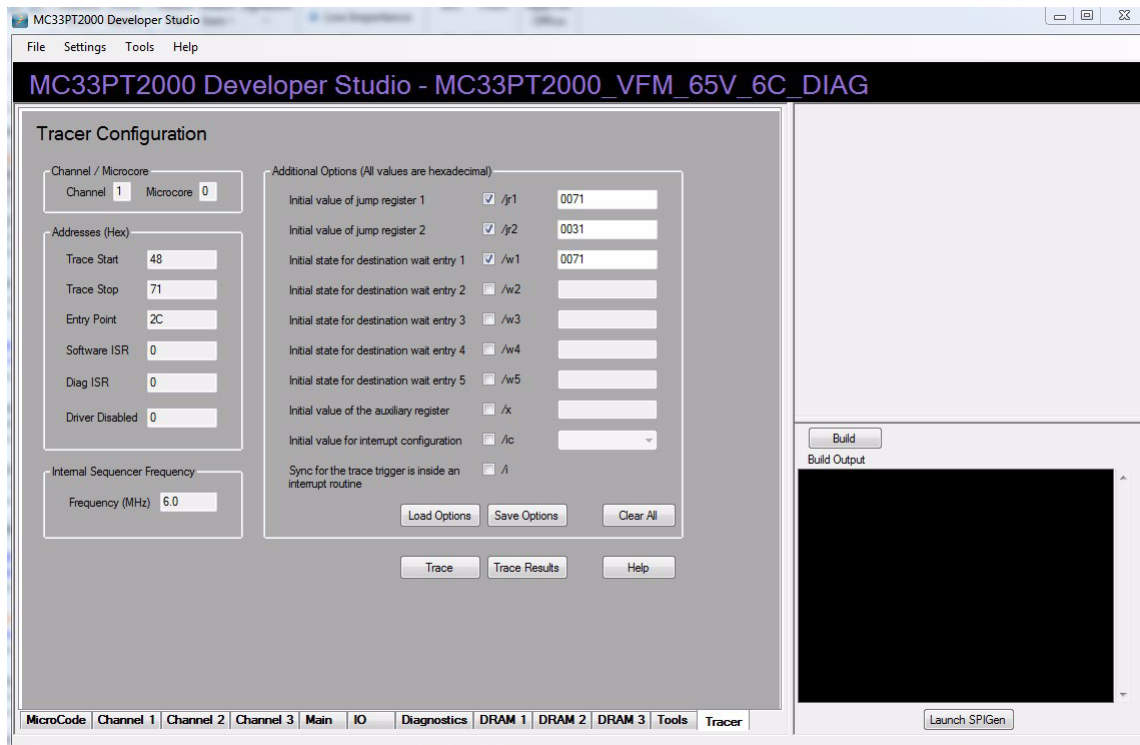 MC33PT2000 Developer Studio
Low Importance
Office
File Settings Tools Help
MC33PT2000 Developer Studio - MC33PT2000_VFM_65V_6C_DIAG
Tracer Configuration
Channel / Microcore
Channel 1 Microcore 0
Addresses (Hex)
Trace Start 48
Trace Stop 71
Entry Point 2C
Software ISR 0
Diag ISR 0
Driver Disabled 0
Internal Sequencer Frequency
Frequency (MHz) 6.0
Additional Options (All values are hexadecimal)
Initial value of jump register 1 /jr1 0071
Initial value of jump register 2 /jr2 0031
Initial state for destination wait entry 1 /w1 0071
Initial state for destination wait entry 2 /w2
Initial state for destination wait entry 3 /w3
Initial state for destination wait entry 4 /w4
Initial state for destination wait entry 5 /w5
Initial value of the auxiliary register /x
Initial value for interrupt configuration /ic
Sync for the trace trigger is inside an /i
interrupt routine
Load Options Save Options Clear All
Trace Trace Results Help
Build
Build Output
MicroCode Channel 1 Channel 2 Channel 3 Main IO Diagnostics DRAM 1 DRAM 2 DRAM 3 Tools Tracer
Launch SPIGen